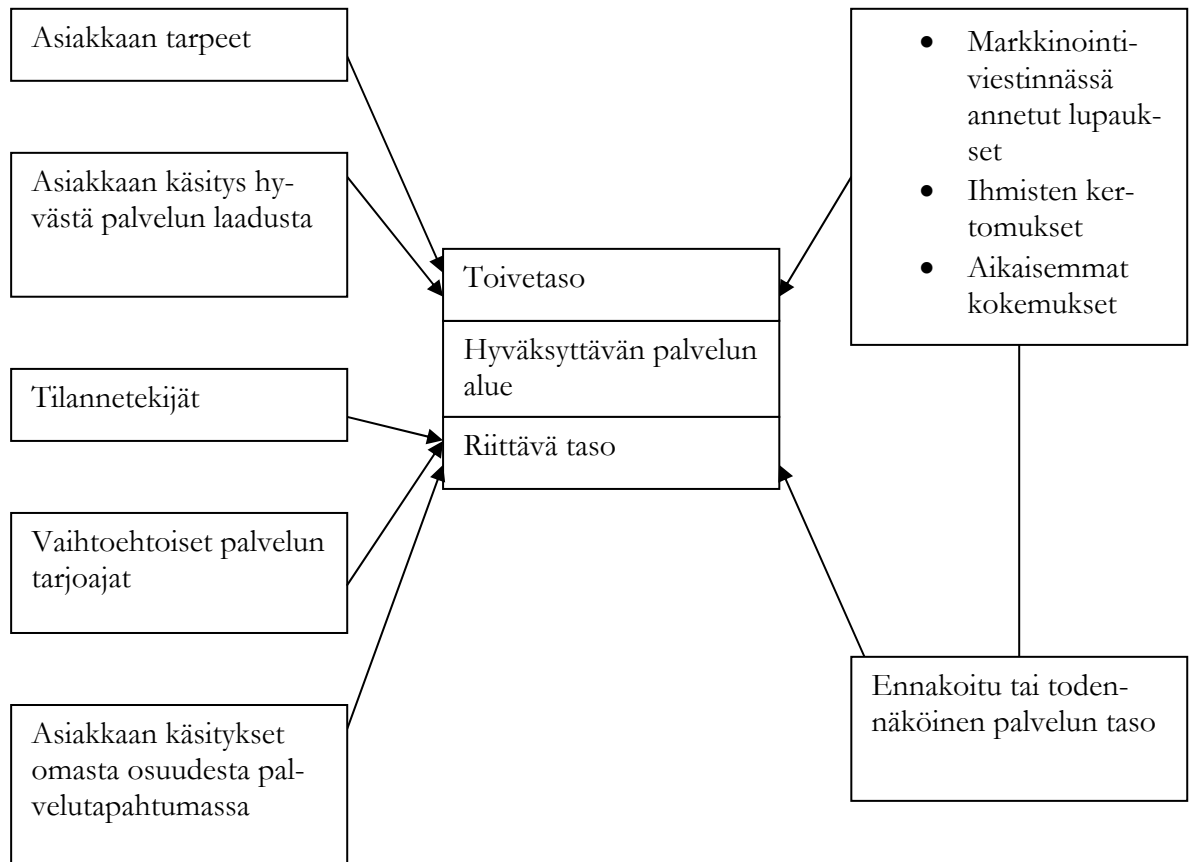 Asiakkaan tarpeet
Asiakkaan käsitys hy-
västä palvelun laadusta
Tilannetekijät
Vaihtoehtoiset palvelun
tarjoajat
Asiakkaan käsitykset
omasta osuudesta pal-
velutapahtumassa
Toivetaso
Hyväksyttävän palvelun
alue
Riittävä taso
• Markkinointi-
viestinnässä
annetut lupauk-
set
• Ihmisten ker-
tomukset
• Aikaisemmat
kokemukset
Ennakoitu tai toden-
näköinen palvelun taso